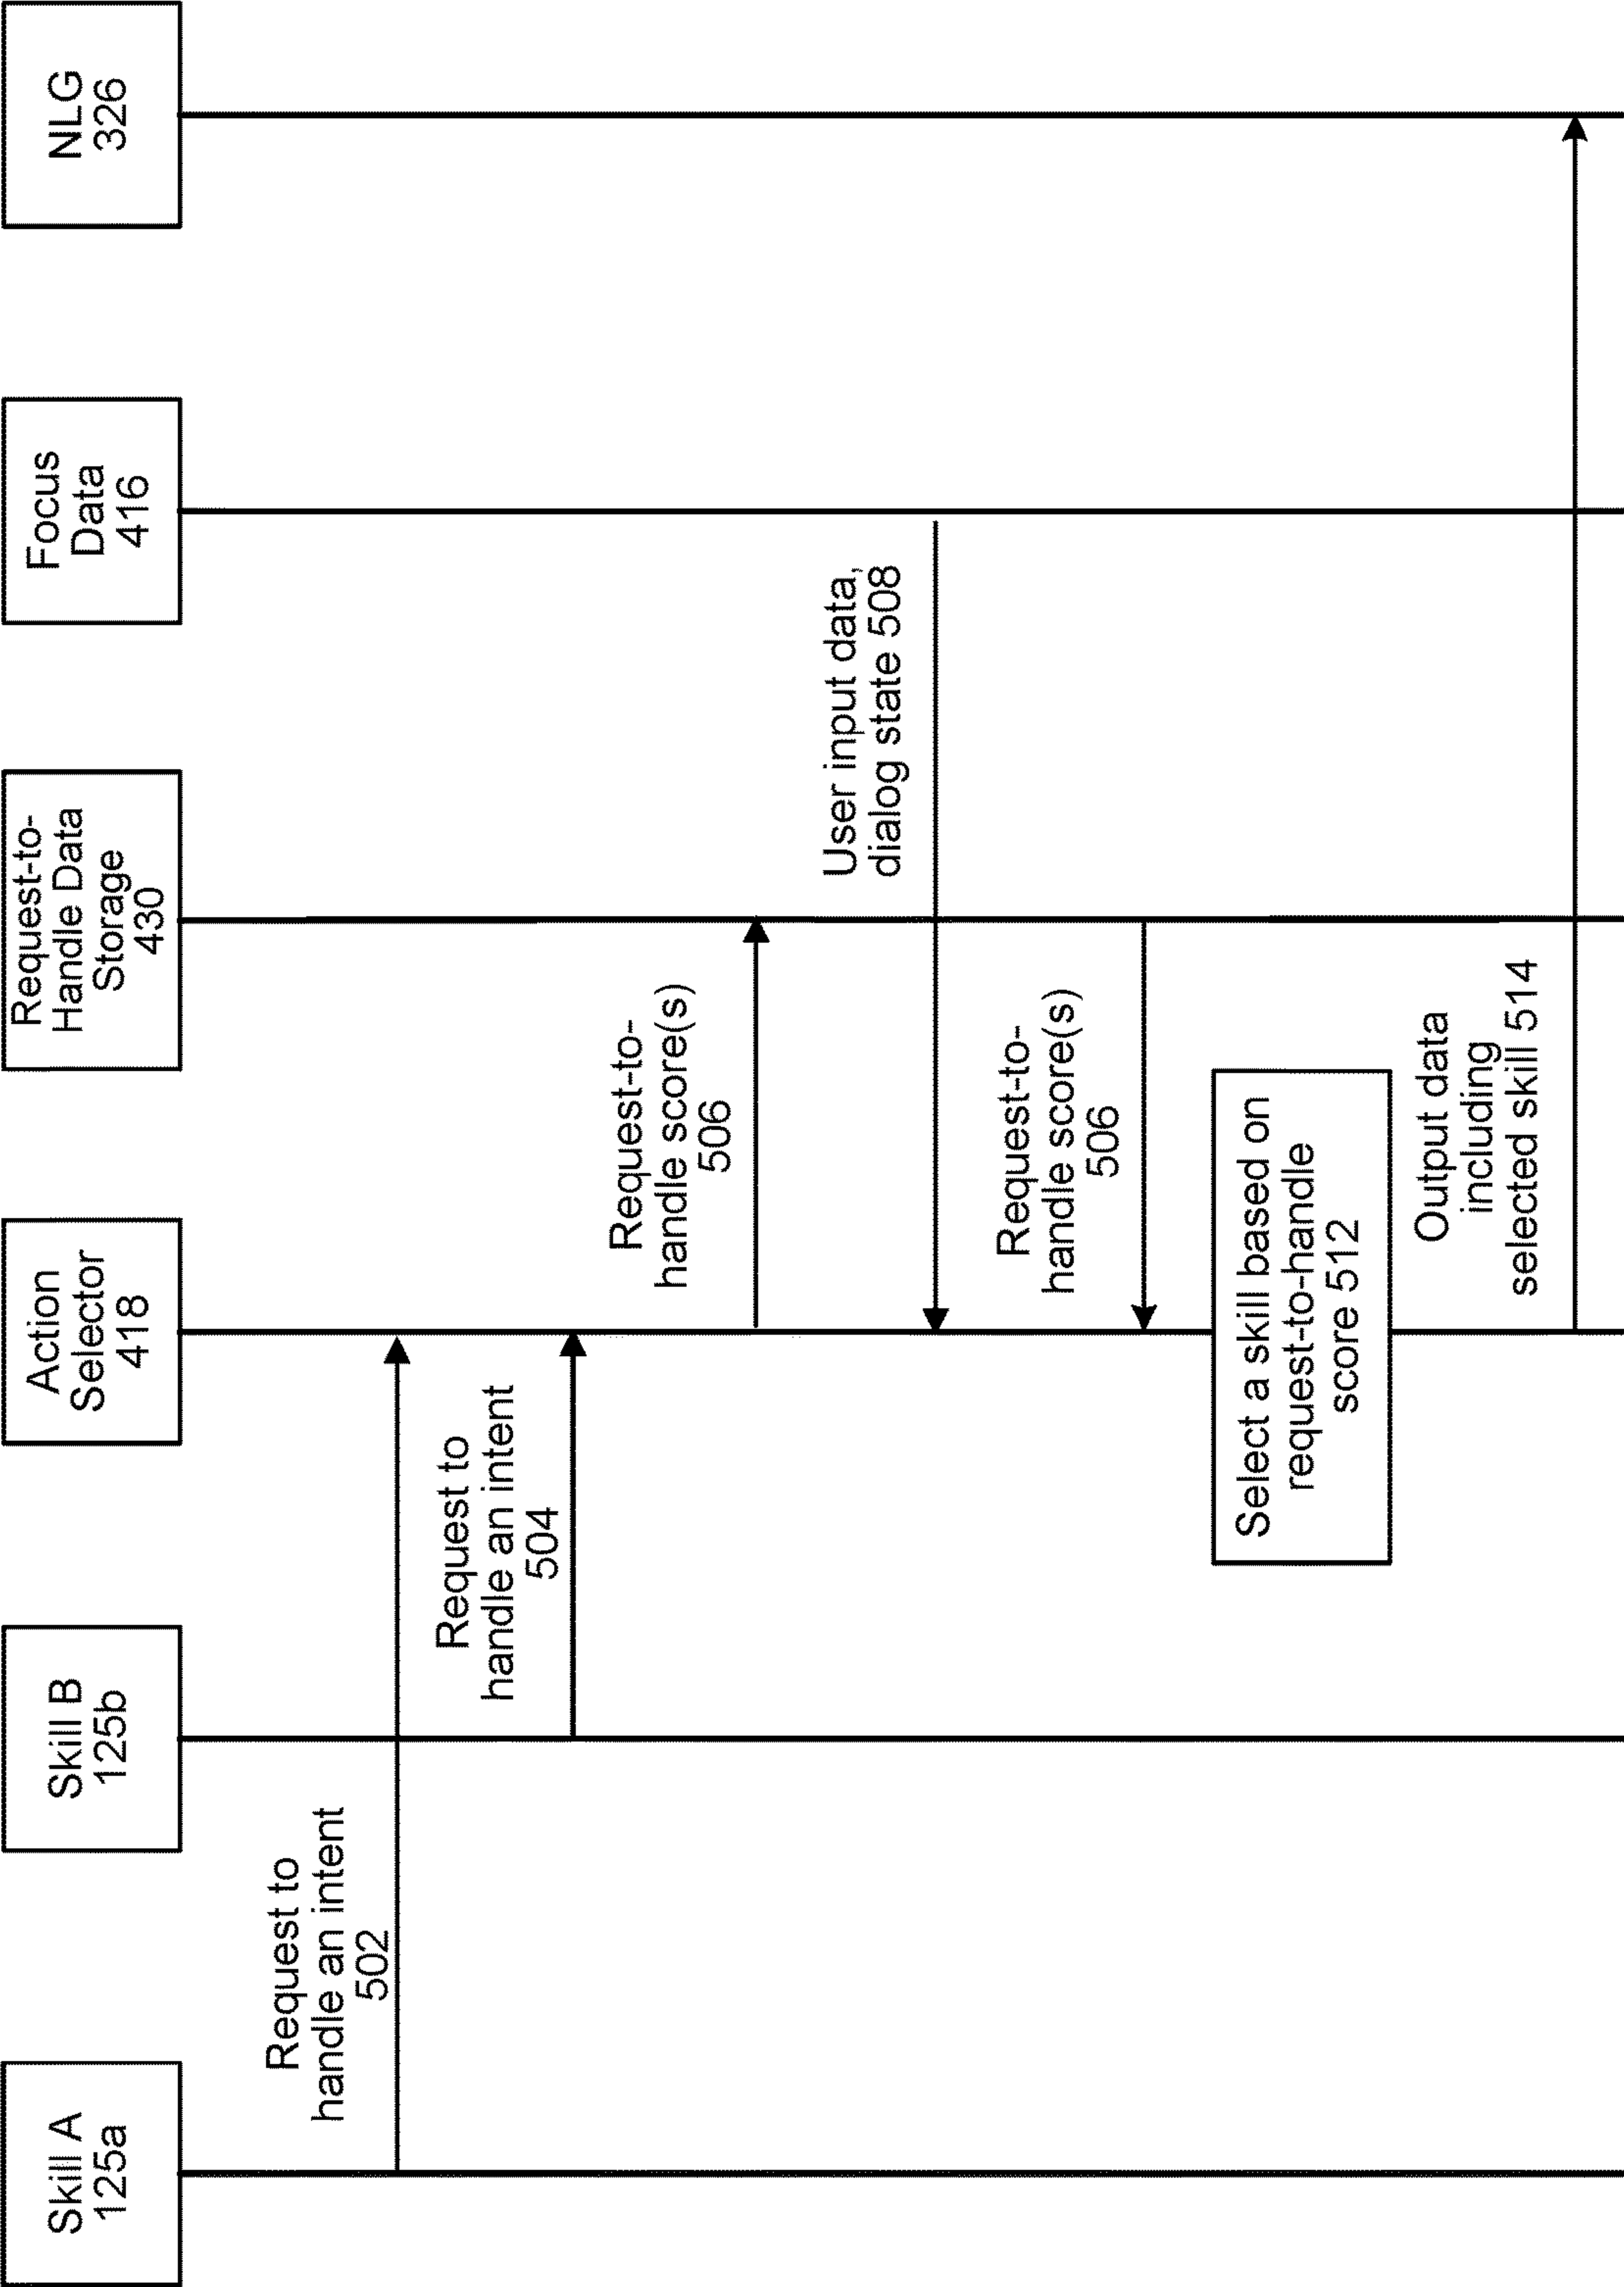 Skill A
125a
Skill B
125b
Action
Selector
418
Request-to-
Handle Data
Storage
430
Focus
Data
416
NLG
326
Request to
handle an intent
502
Request to
handle an intent
504
Request-to-
handle score(s)
506
User input data,
dialog state 508
Request-to-
handle score(s)
506
Select a skill based on
request-to-handle
score 512
Output data
including
selected skill 514